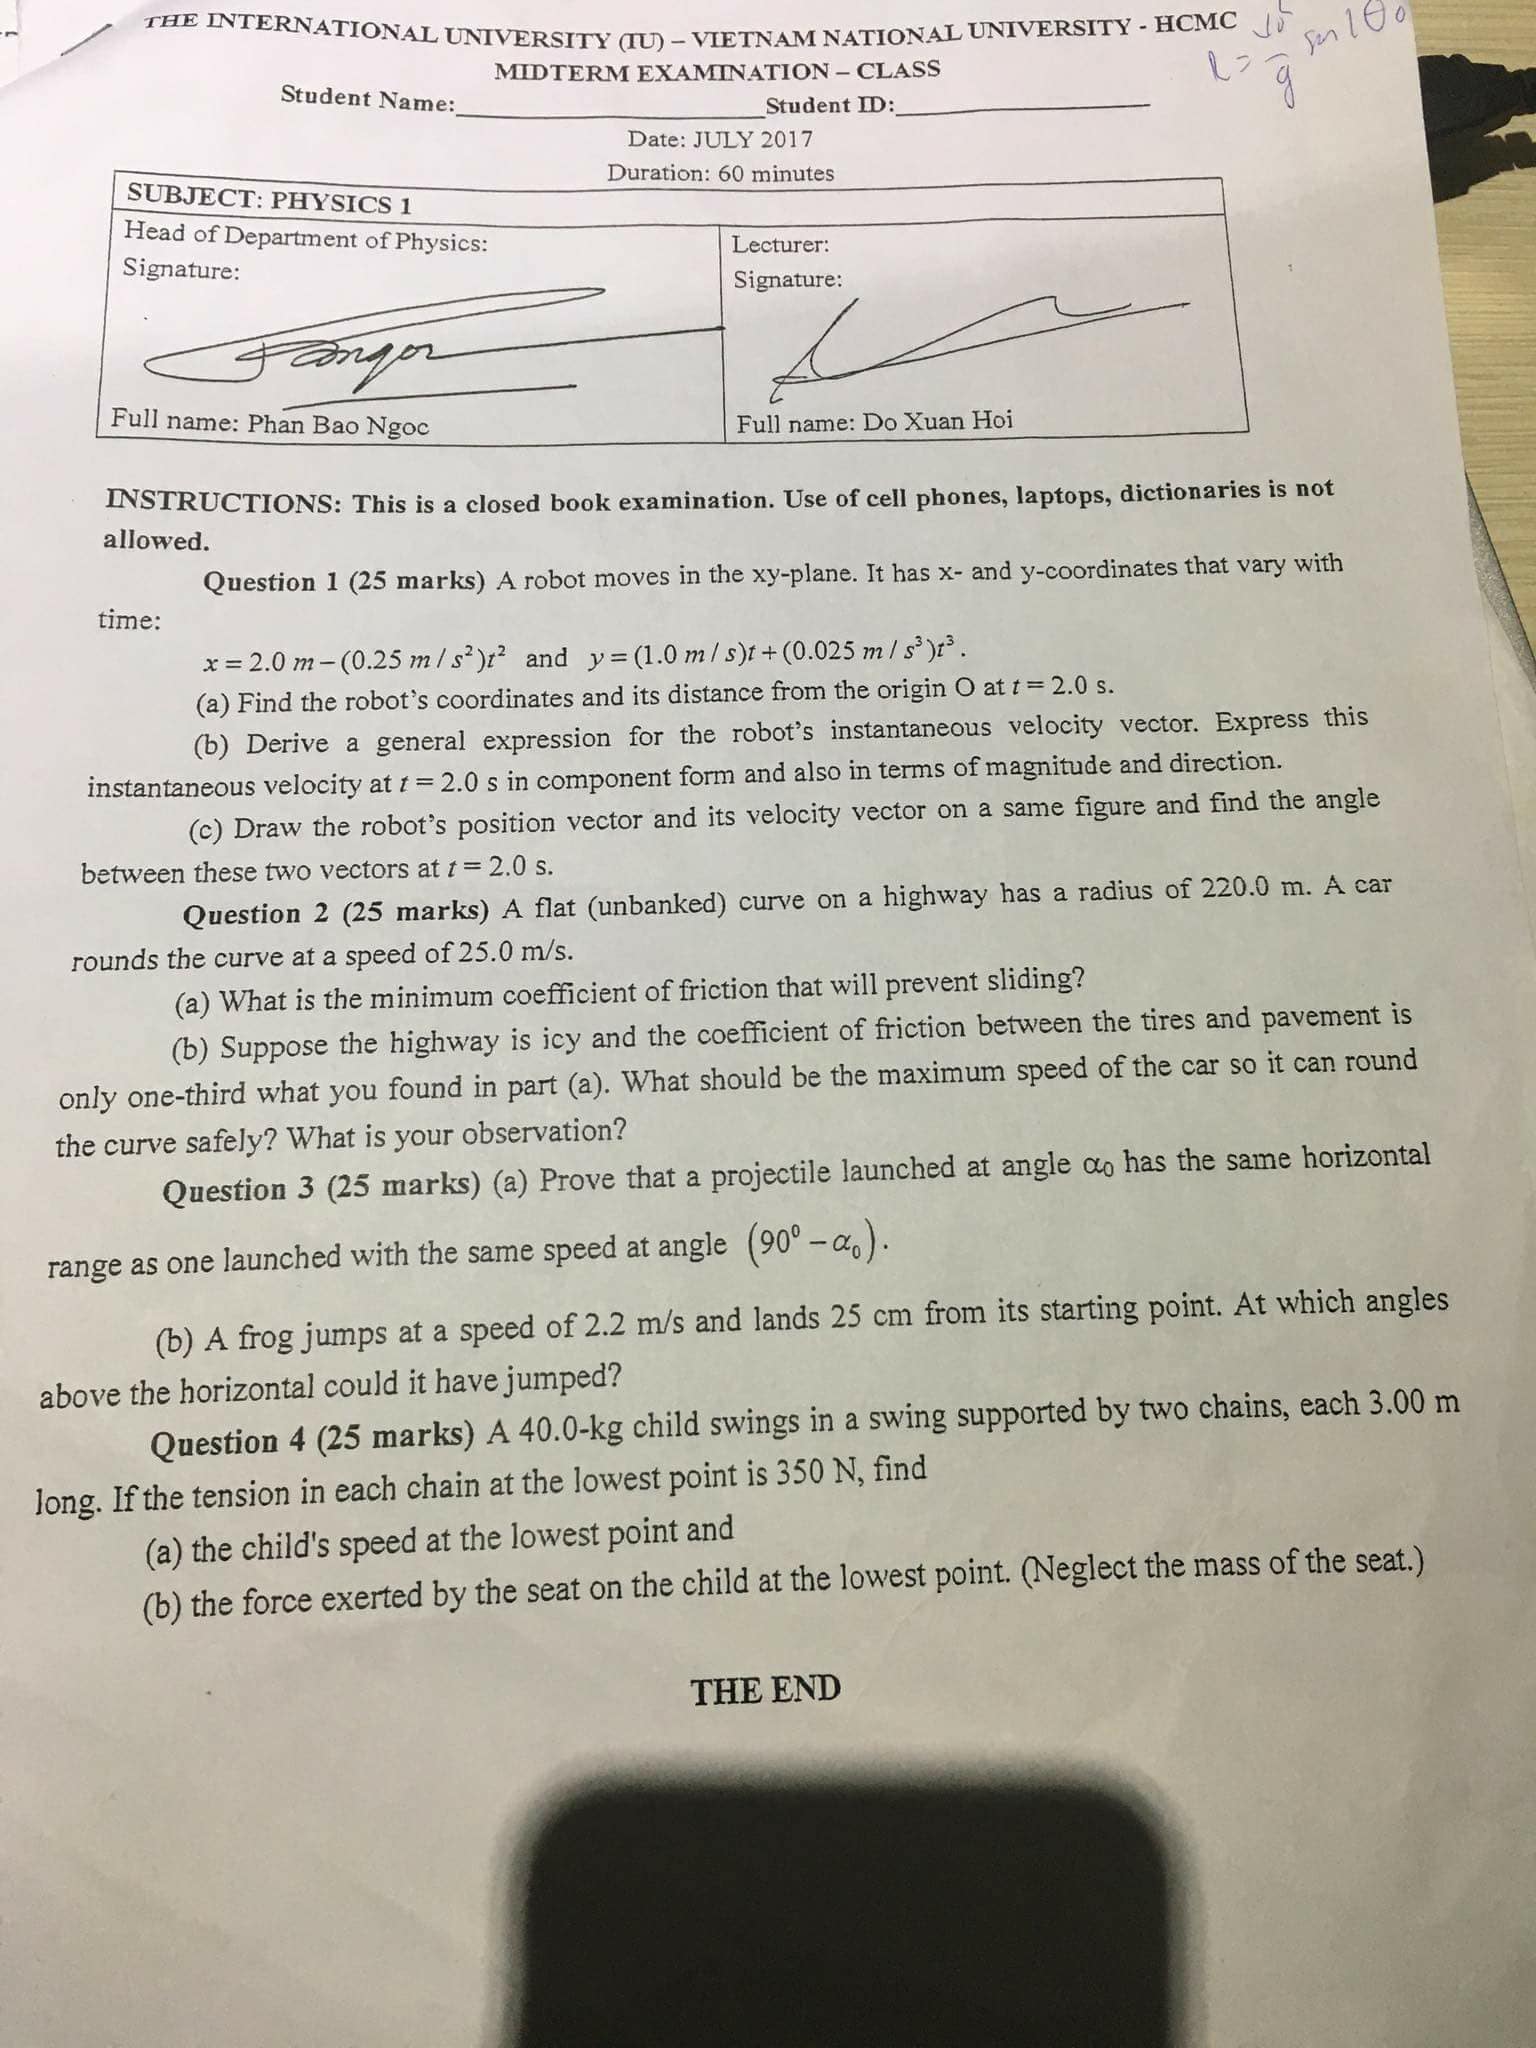 THE INTERNATIONAL UNIVERSITY (IU) – VIETNAM NATIONAL UNIVERSITY - HCMC
MIDTERM EXAMINATION – CLASS
Student Name: Student ID:
Date: JULY 2017
Duration: 60 minutes
SUBJECT: PHYSICS 1
Head of Department of Physics:
Signature:
Full name: Phan Bao Ngoc
Lecturer:
Signature:
Full name: Do Xuan Hoi
INSTRUCTIONS: This is a closed book examination. Use of cell phones, laptops, dictionaries is not
allowed.
Question 1 (25 marks) A robot moves in the xy-plane. It has x- and y-coordinates that vary with
time:
x = 2.0 m – (0.25 m / s²)t² and y = (1.0 m / s)t + (0.025 m / s³)t³.
(a) Find the robot's coordinates and its distance from the origin O at t = 2.0 s.
(b) Derive a general expression for the robot's instantaneous velocity vector. Express this
instantaneous velocity at t = 2.0 s in component form and also in terms of magnitude and direction.
(c) Draw the robot's position vector and its velocity vector on a same figure and find the angle
between these two vectors at t = 2.0 s.
Question 2 (25 marks) A flat (unbanked) curve on a highway has a radius of 220.0 m. A car
rounds the curve at a speed of 25.0 m/s.
(a) What is the minimum coefficient of friction that will prevent sliding?
(b) Suppose the highway is icy and the coefficient of friction between the tires and pavement is
only one-third what you found in part (a). What should be the maximum speed of the car so it can round
the curve safely? What is your observation?
Question 3 (25 marks) (a) Prove that a projectile launched at angle α₀ has the same horizontal
range as one launched with the same speed at angle (90⁰ – α₀).
(b) A frog jumps at a speed of 2.2 m/s and lands 25 cm from its starting point. At which angles
above the horizontal could it have jumped?
Question 4 (25 marks) A 40.0-kg child swings in a swing supported by two chains, each 3.00 m
long. If the tension in each chain at the lowest point is 350 N, find
(a) the child's speed at the lowest point and
(b) the force exerted by the seat on the child at the lowest point. (Neglect the mass of the seat.)
THE END